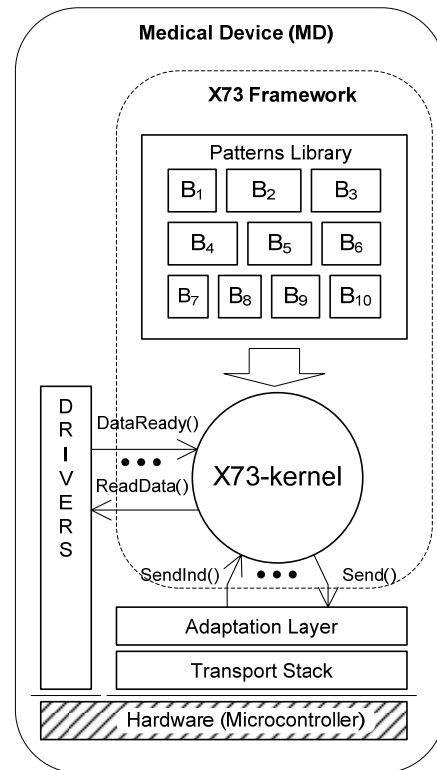 Medical Device (MD)
X73 Framework
Patterns Library
B1 B2 B3
B4 B5 B6
B7 B8 B9 B10
DRIVERS
DataReady()
ReadData()
X73-kernel
SendInd()
Send()
Adaptation Layer
Transport Stack
Hardware (Microcontroller)